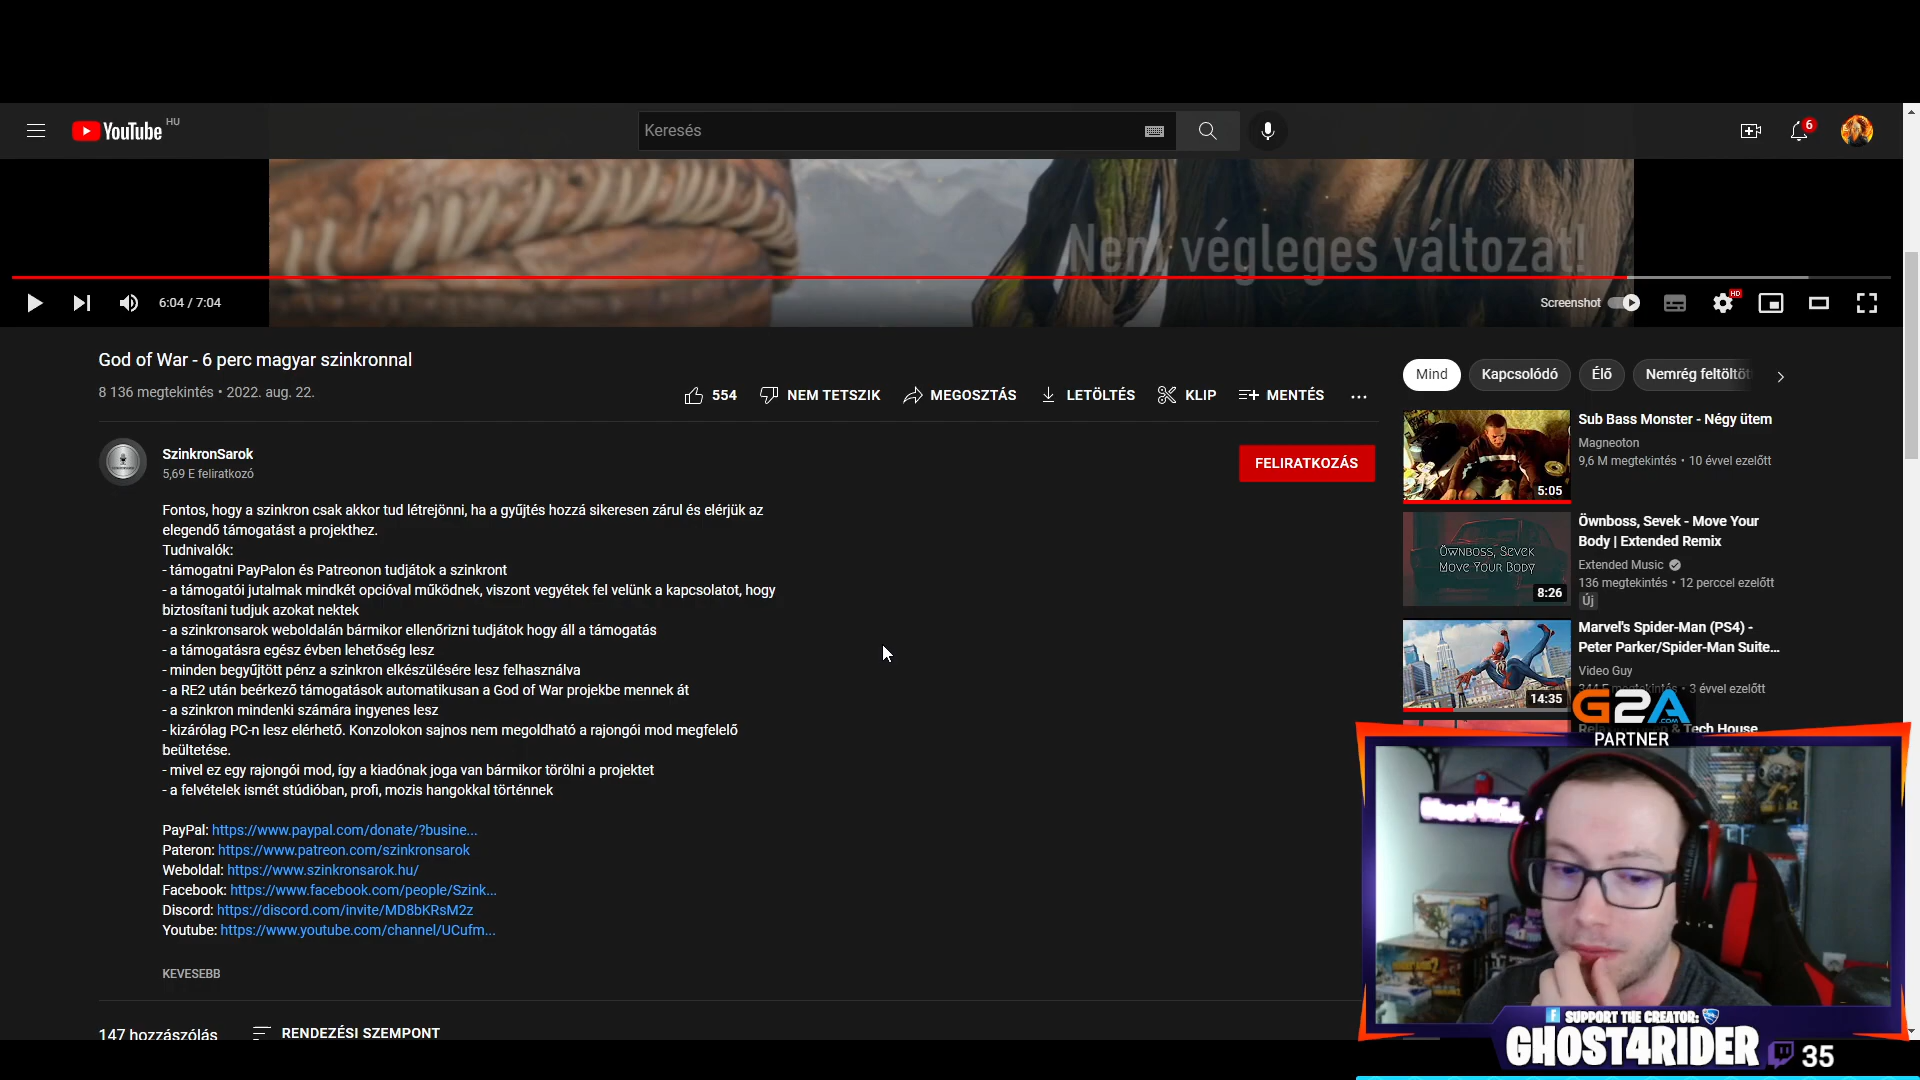 YouTube HU
Keresés
6
Nem végleges változat!
6:04 / 7:04
Screenshot
HD
God of War - 6 perc magyar szinkronnal
8 136 megtekintés • 2022. aug. 22.
554
NEM TETSZIK
MEGOSZTÁS
LETÖLTÉS
KLIP
MENTÉS
SzinkronSarok
5,69 E feliratkozó
FELIRATKOZÁS
Fontos, hogy a szinkron csak akkor tud létrejönni, ha a gyűjtés hozzá sikeresen zárul és elérjük az
elegendő támogatást a projekthez.
Tudnivalók:
- támogatni PayPalon és Patreonon tudjátok a szinkront
- a támogatói jutalmak mindkét opcióval működnek, viszont vegyétek fel velünk a kapcsolatot, hogy
biztosítani tudjuk azokat nektek
- a szinkronsarok weboldalán bármikor ellenőrizni tudjátok hogy áll a támogatás
- a támogatásra egész évben lehetőség lesz
- minden begyűjtött pénz a szinkron elkészülésére lesz felhasználva
- a RE2 után beérkező támogatások automatikusan a God of War projekbe mennek át
- a szinkron mindenki számára ingyenes lesz
- kizárólag PC-n lesz elérhető. Konzolokon sajnos nem megoldható a rajongói mod megfelelő
beültetése.
- mivel ez egy rajongói mod, így a kiadónak joga van bármikor törölni a projektet
- a felvételek ismét stúdióban, profi, mozis hangokkal történnek
PayPal: https://www.paypal.com/donate/?busine...
Pateron: https://www.patreon.com/szinkronsarok
Weboldal: https://www.szinkronsarok.hu/
Facebook: https://www.facebook.com/people/Szink...
Discord: https://discord.com/invite/MD8bKRsM2z
Youtube: https://www.youtube.com/channel/UCufm...
KEVESEBB
147 hozzászólás
RENDEZÉSI SZEMPONT
Mind
Kapcsolódó
Élő
Nemrég feltöltöt
Sub Bass Monster - Négy ütem
Magneoton
9,6 M megtekintés • 10 évvel ezelőtt
5:05
Öwnboss, Sevek - Move Your
Body | Extended Remix
Extended Music
136 megtekintés • 12 perccel ezelőtt
Új
ÖWNBOSS, SEVEK
MOVE YOUR BODY
8:26
Marvel's Spider-Man (PS4) -
Peter Parker/Spider-Man Suite...
Video Guy
3 évvel ezelőtt
14:35
& Tech House
G2A
.COM
PARTNER
SUPPORT THE CREATOR:
GHOST4RIDER
35